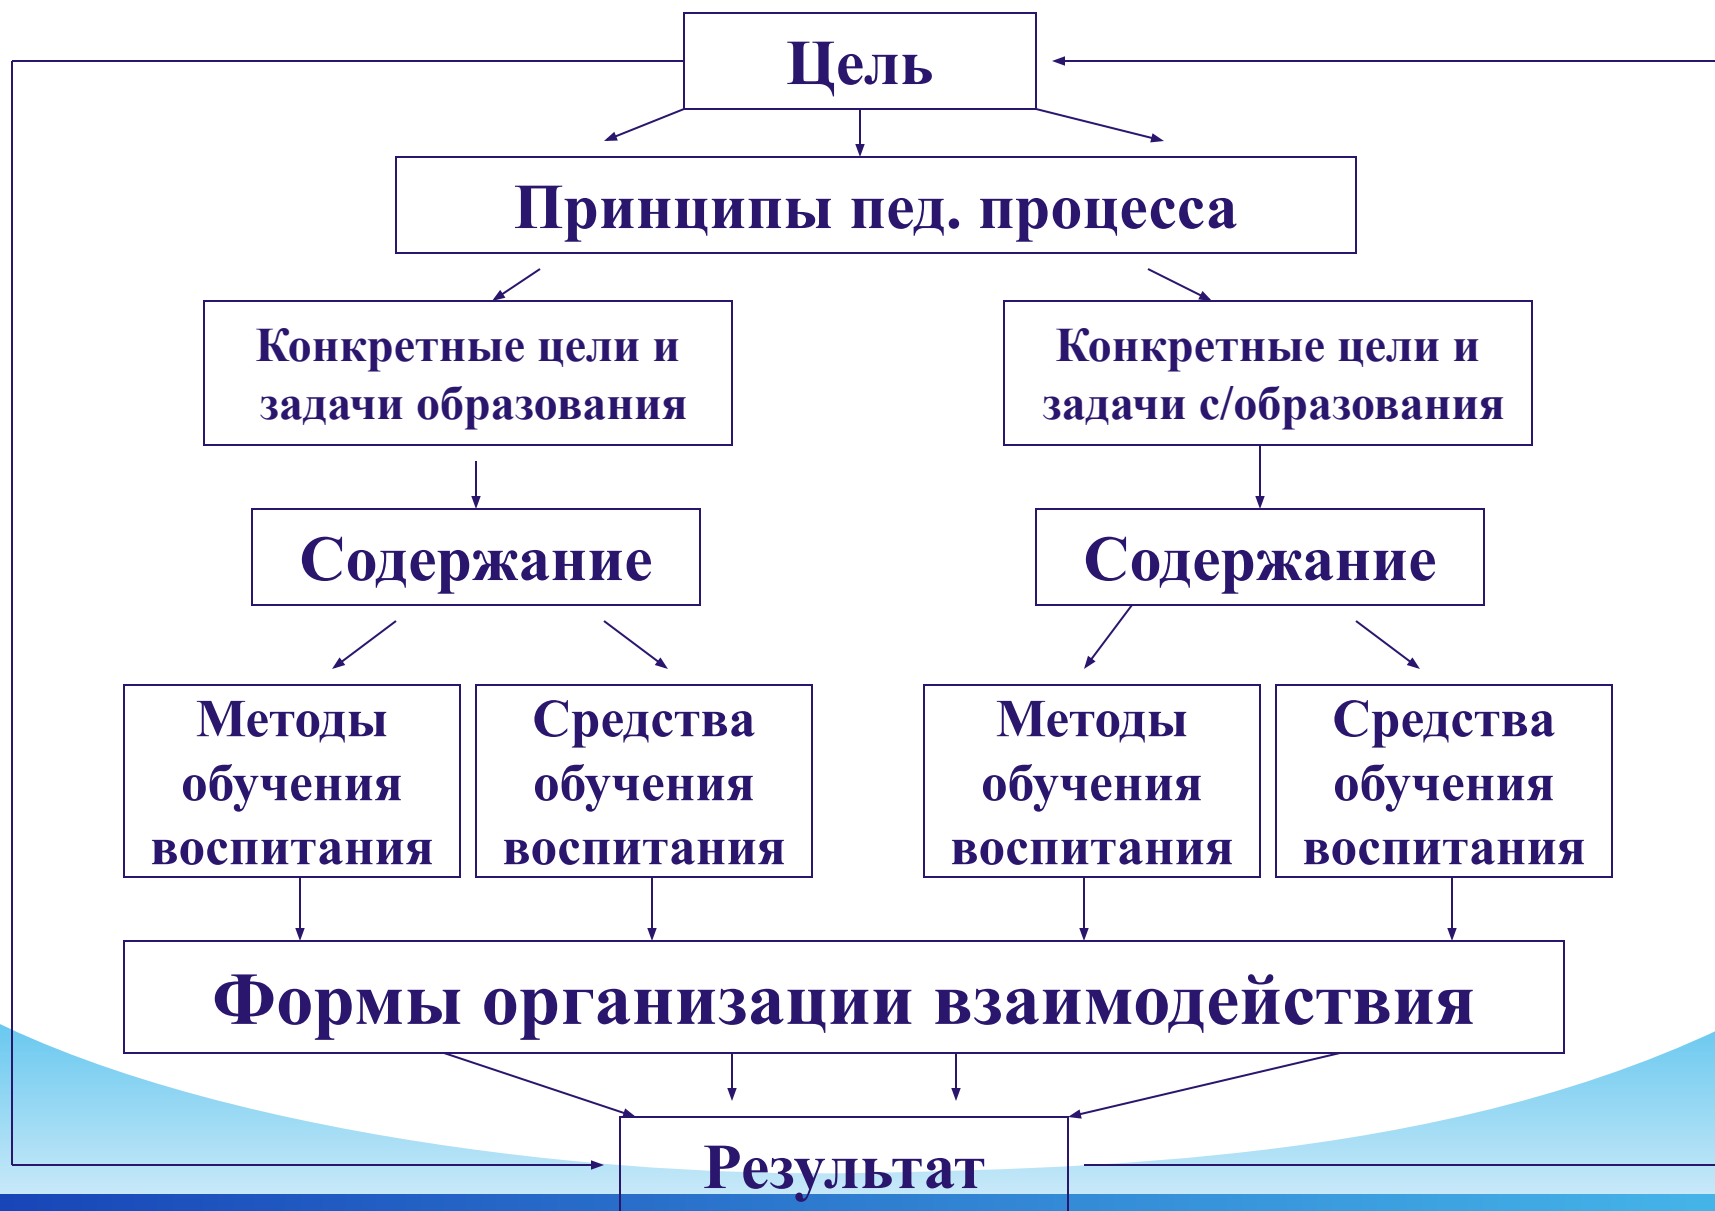 Цель
Принципы пед. процесса
Конкретные цели и
задачи образования
Конкретные цели и
задачи с/образования
Содержание
Содержание
Методы
обучения
воспитания
Средства
обучения
воспитания
Методы
обучения
воспитания
Средства
обучения
воспитания
Формы организации взаимодействия
Результат